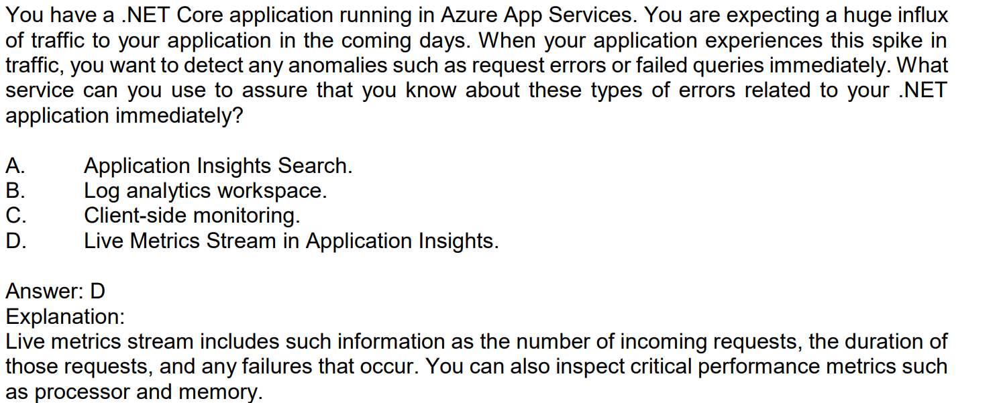 You have a .NET Core application running in Azure App Services. You are expecting a huge influx
of traffic to your application in the coming days. When your application experiences this spike in
traffic, you want to detect any anomalies such as request errors or failed queries immediately. What
service can you use to assure that you know about these types of errors related to your .NET
application immediately?
A. Application Insights Search.
B. Log analytics workspace.
C. Client-side monitoring.
D. Live Metrics Stream in Application Insights.
Answer: D
Explanation:
Live metrics stream includes such information as the number of incoming requests, the duration of
those requests, and any failures that occur. You can also inspect critical performance metrics such
as processor and memory.